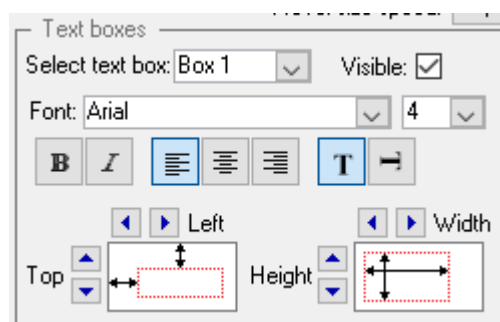 Text boxes
Select text box: Box 1 Visible:
Font: Arial 4
B I T T
Left Width
Top Height